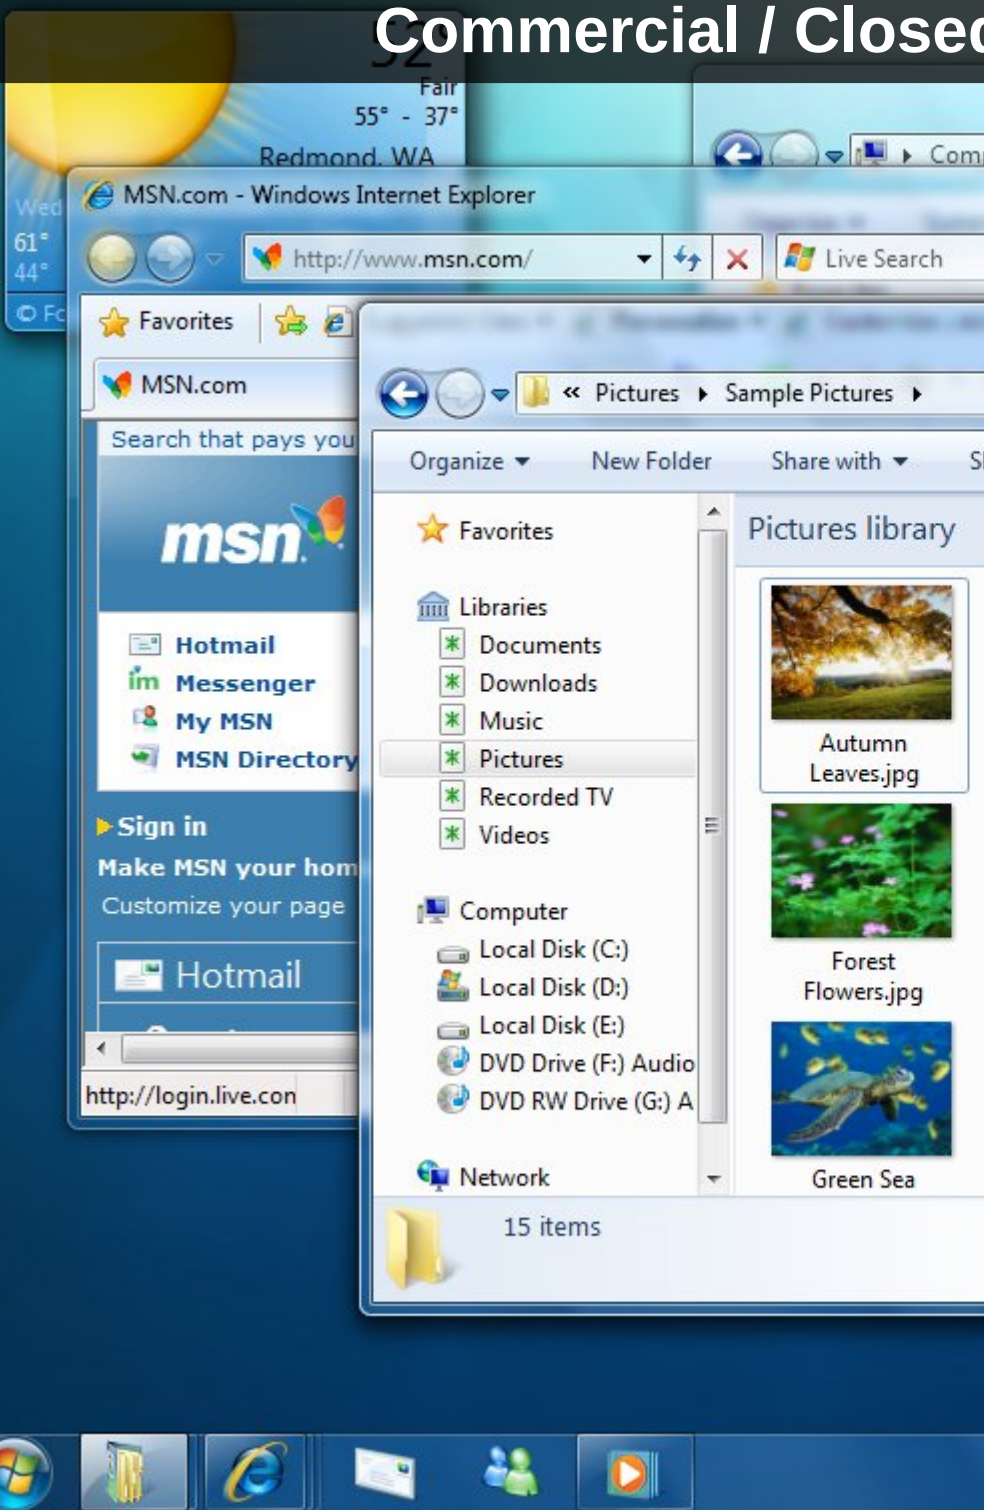 Commercial / Closed
52°
Fair
55° - 37°
Redmond, WA
Wed
61°
44°
MSN.com - Windows Internet Explorer
http://www.msn.com/
Live Search
Favorites
MSN.com
Search that pays you
msn
Hotmail
Messenger
My MSN
MSN Directory
Sign in
Make MSN your hom
Customize your page
Hotmail
http://login.live.con
Com
« Pictures Sample Pictures
Organize
New Folder
Share with
Favorites
Libraries
Documents
Downloads
Music
Pictures
Recorded TV
Videos
Computer
Local Disk (C:)
Local Disk (D:)
Local Disk (E:)
DVD Drive (F:) Audio
DVD RW Drive (G:) A
Network
Pictures library
Autumn
Leaves.jpg
Forest
Flowers.jpg
Green Sea
15 items